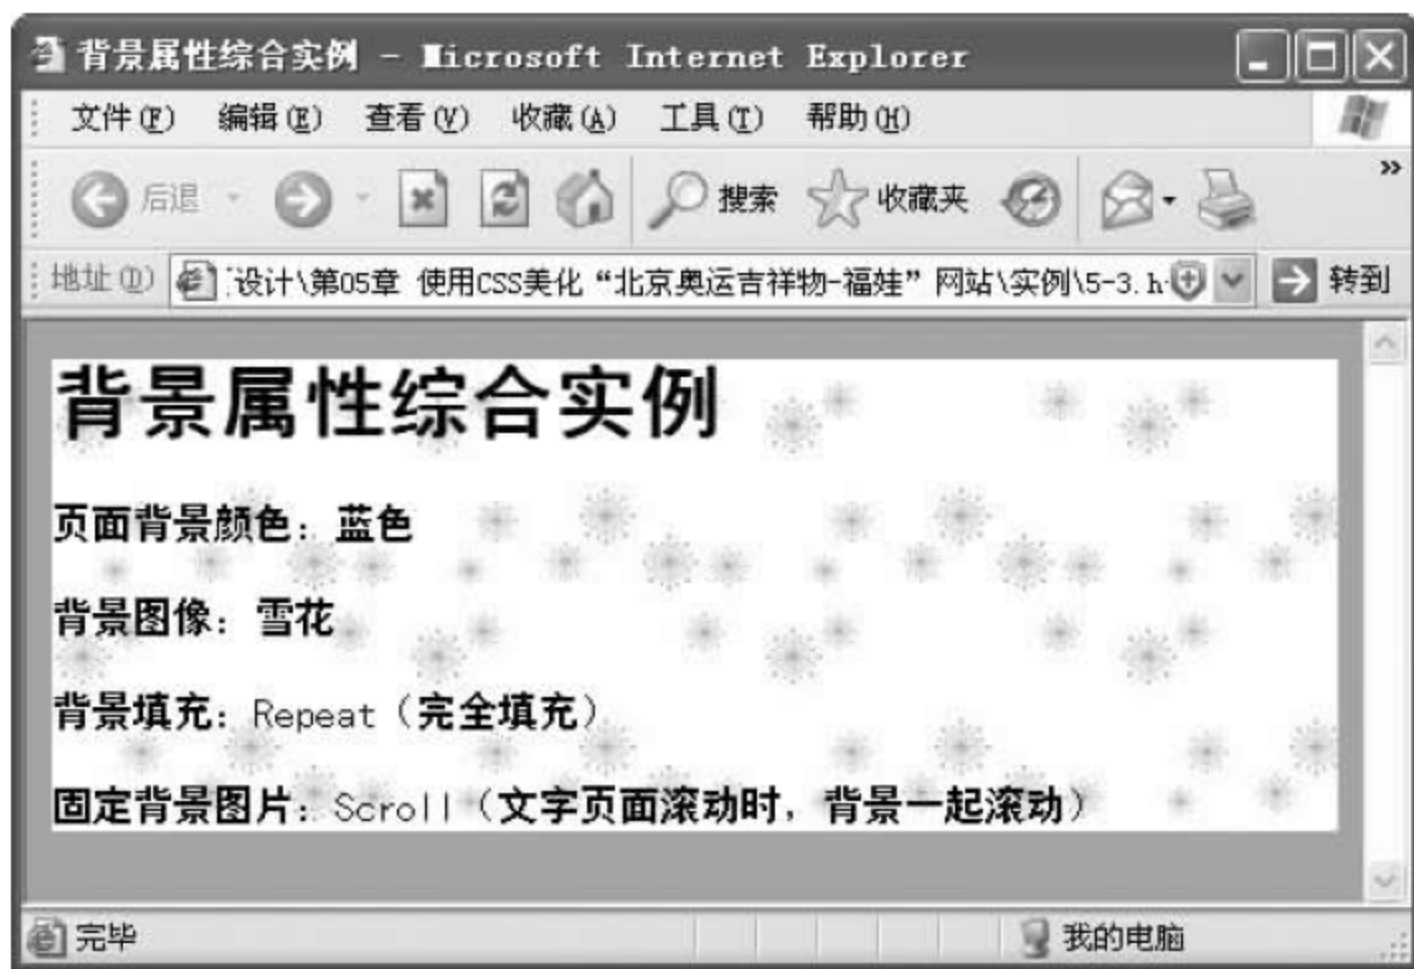 背景属性综合实例 - Microsoft Internet Explorer
文件(F) 编辑(E) 查看(V) 收藏(A) 工具(T) 帮助(H)
后退 搜索 收藏夹 »
地址(D) 设计\第05章 使用CSS美化“北京奥运吉祥物-福娃”网站\实例\5-3.h 转到
背景属性综合实例
页面背景颜色：蓝色
背景图像：雪花
背景填充：Repeat（完全填充）
固定背景图片：Scroll（文字页面滚动时，背景一起滚动）
完毕 我的电脑